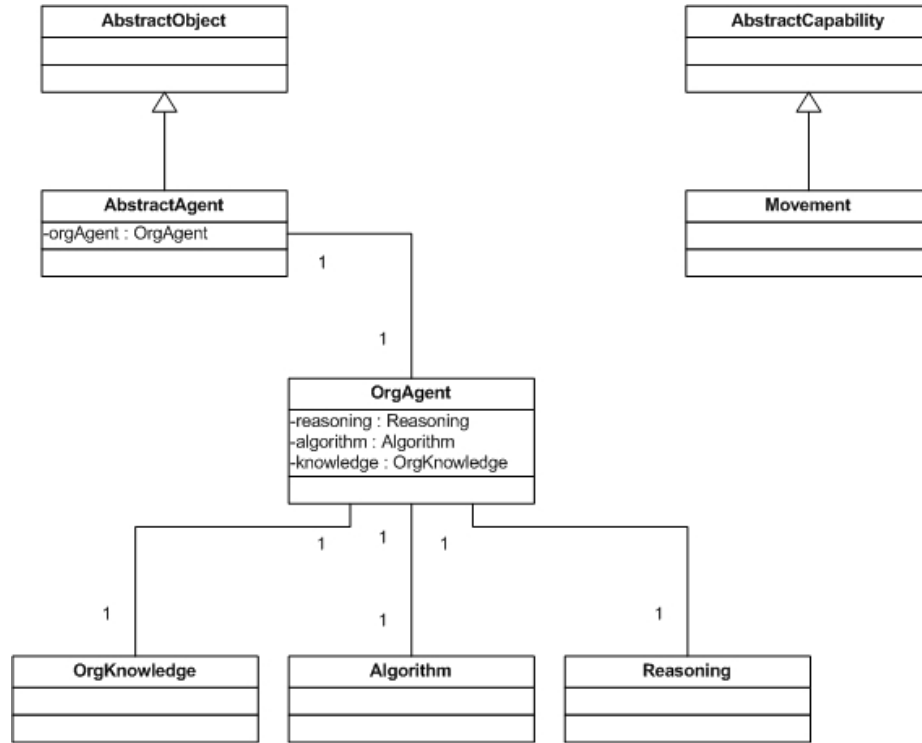 AbstractObject
AbstractCapability
AbstractAgent
-orgAgent : OrgAgent
Movement
1
1
OrgAgent
-reasoning : Reasoning
-algorithm : Algorithm
-knowledge : OrgKnowledge
1
1
1
1
1
1
OrgKnowledge
Algorithm
Reasoning